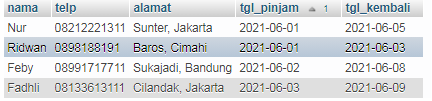 nama telp alamat tgl_pinjam 1 tgl_kembali
Nur 08212221311 Sunter, Jakarta 2021-06-01 2021-06-05
Ridwan 0898188191 Baros, Cimahi 2021-06-01 2021-06-03
Feby 08991717711 Sukajadi, Bandung 2021-06-02 2021-06-08
Fadhli 08133613111 Cilandak, Jakarta 2021-06-03 2021-06-09